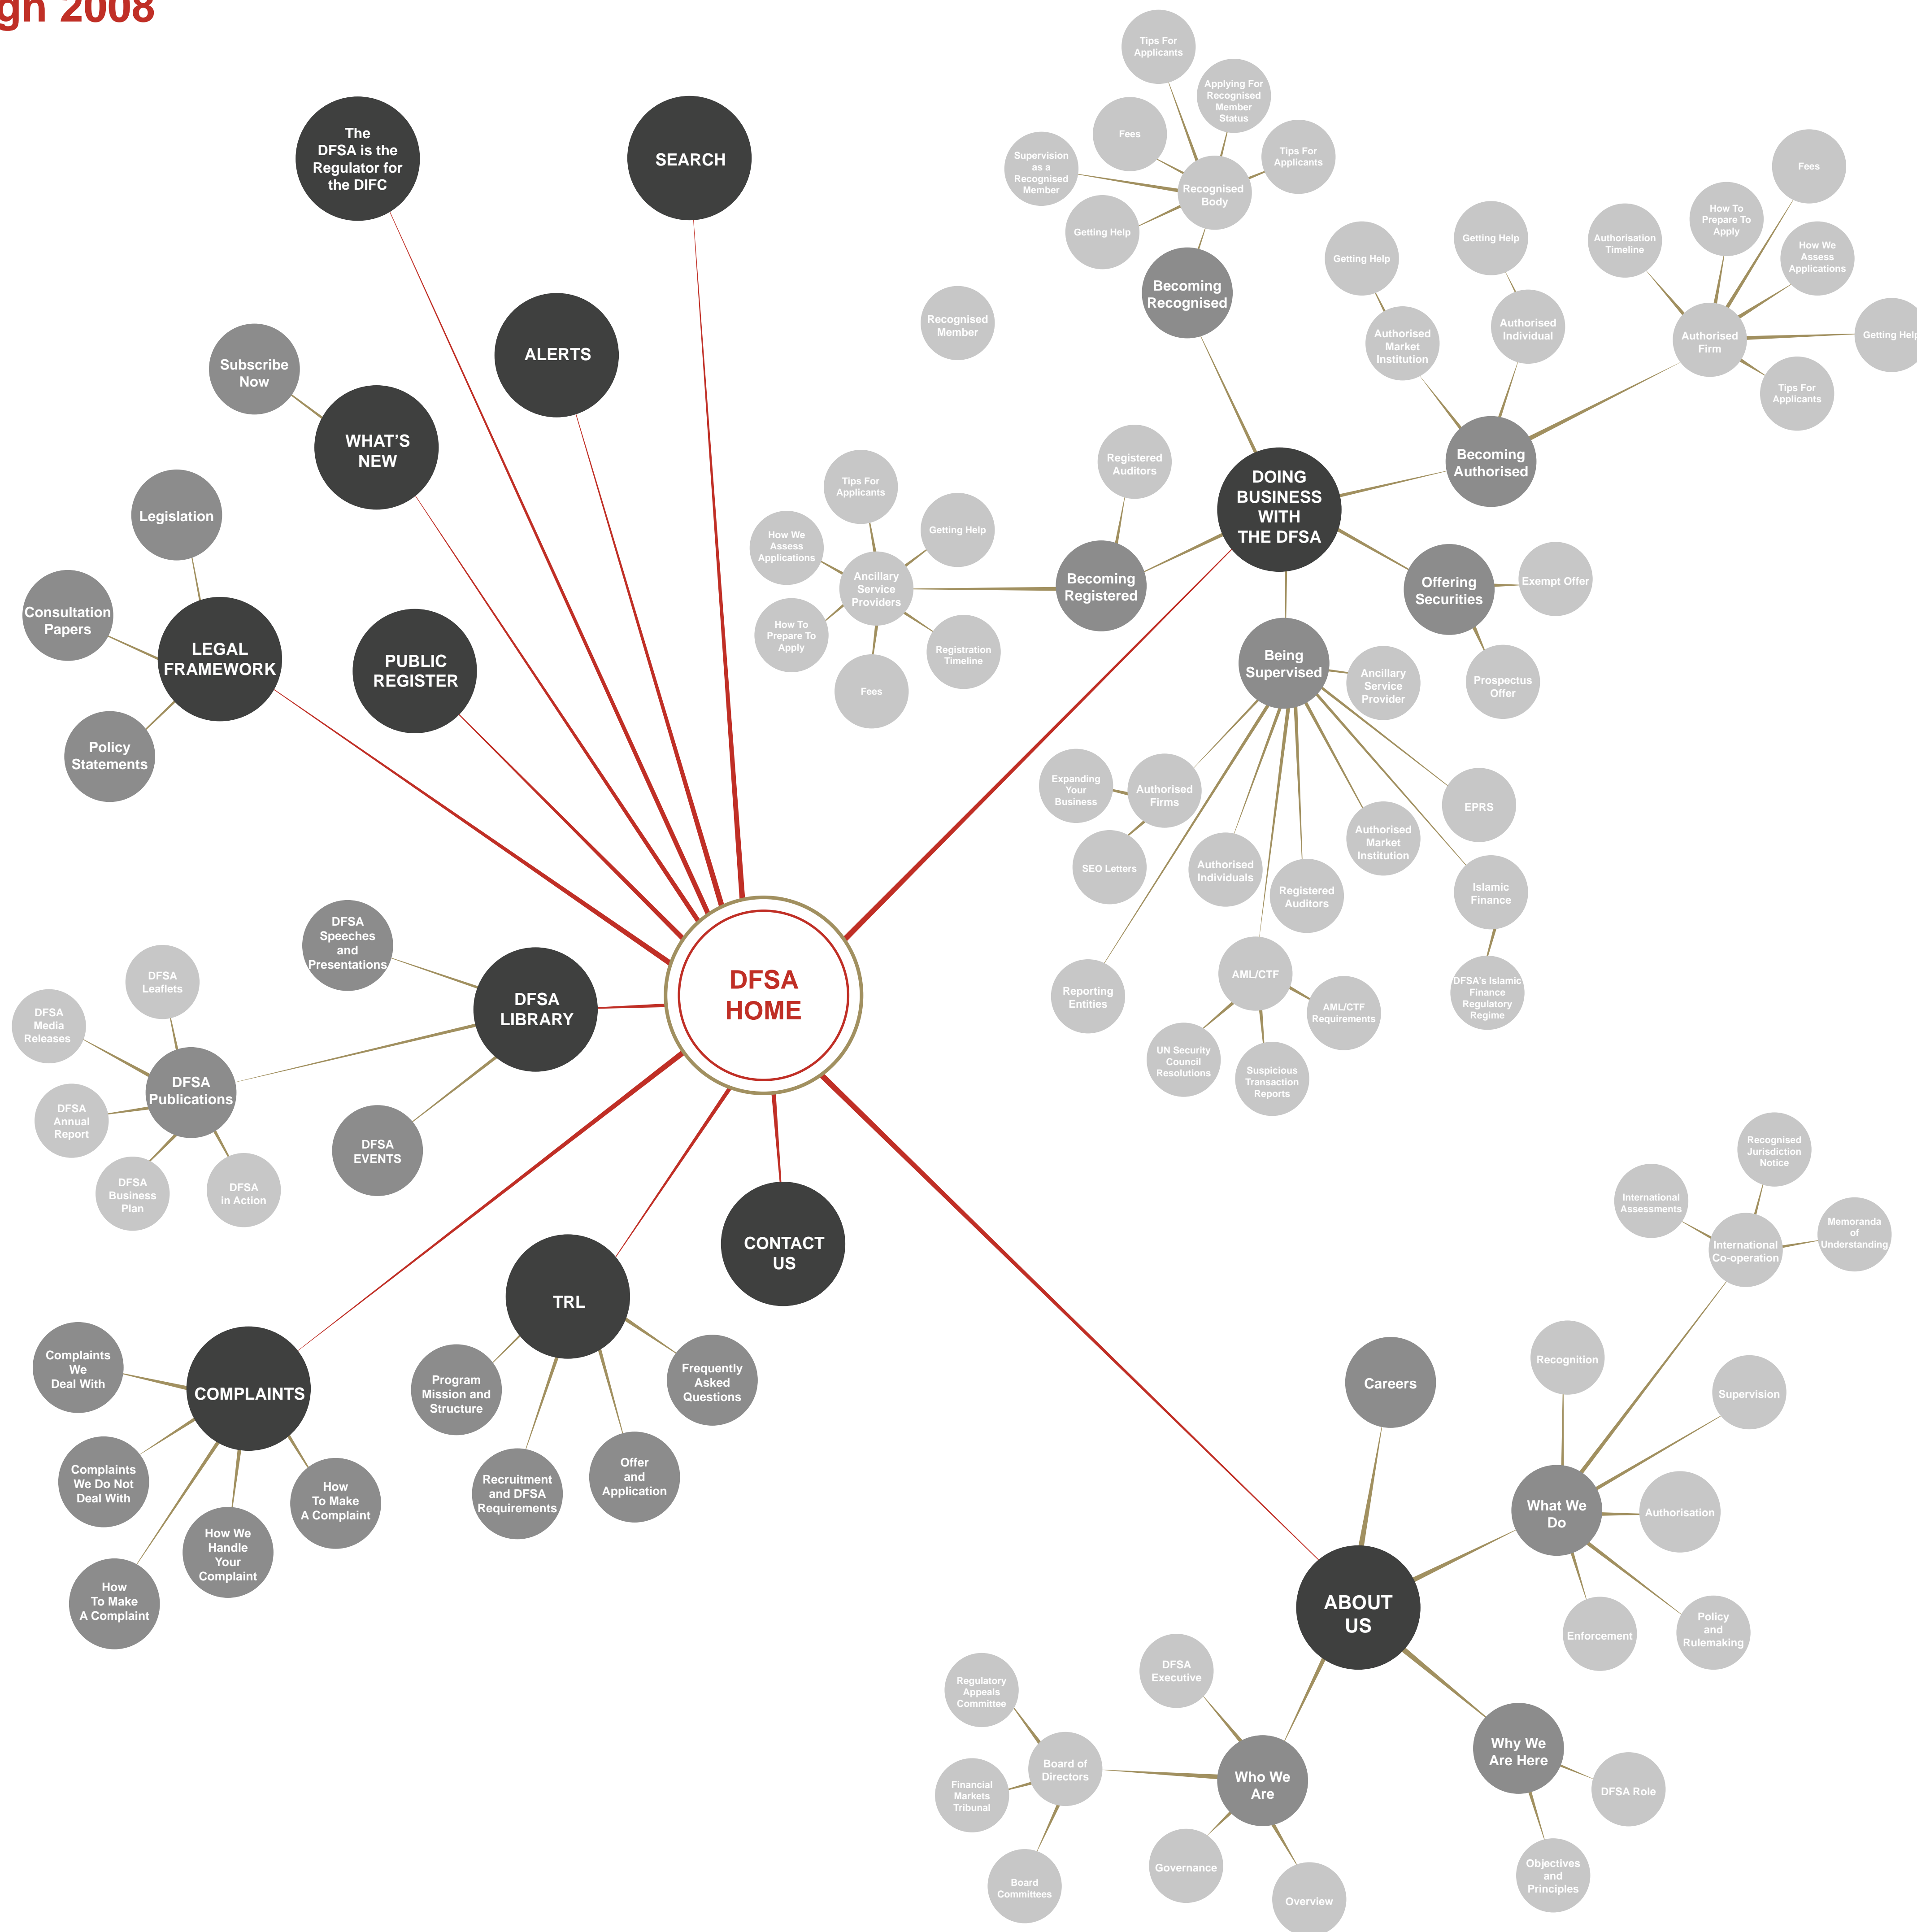 gn 2008
The
DFSA is the
Regulator for
the DIFC
SEARCH
ALERTS
Subscribe
Now
WHAT'S
NEW
Legislation
Consultation
Papers
LEGAL
FRAMEWORK
Policy
Statements
PUBLIC
REGISTER
Tips For
Applicants
Applying For
Recognised
Member
Status
Fees
Tips For
Applicants
Supervision
as a
Recognised
Member
Recognised
Body
Getting Help
Becoming
Recognised
Recognised
Member
Getting Help
Authorised
Market
Institution
Getting Help
Authorised
Individual
Authorisation
Timeline
How To
Prepare To
Apply
Fees
How We
Assess
Applications
Authorised
Firm
Getting Help
Tips For
Applicants
Becoming
Authorised
DOING
BUSINESS
WITH
THE DFSA
Registered
Auditors
Tips For
Applicants
Getting Help
How We
Assess
Applications
Ancillary
Service
Providers
Becoming
Registered
How To
Prepare To
Apply
Registration
Timeline
Fees
Offering
Securities
Exempt Offer
Prospectus
Offer
Being
Supervised
Ancillary
Service
Provider
Expanding
Your
Business
Authorised
Firms
SEO Letters
Authorised
Individuals
Registered
Auditors
Authorised
Market
Institution
EPRS
Islamic
Finance
DFSA's Islamic
Finance
Regulatory
Regime
Reporting
Entities
AML/CTF
AML/CTF
Requirements
UN Security
Council
Resolutions
Suspicious
Transaction
Reports
DFSA
HOME
DFSA
Speeches
and
Presentations
DFSA
LIBRARY
DFSA
Leaflets
DFSA
Media
Releases
DFSA
Publications
DFSA
Annual
Report
DFSA
Business
Plan
DFSA
in Action
DFSA
EVENTS
CONTACT
US
TRL
Program
Mission and
Structure
Frequently
Asked
Questions
Recruitment
and DFSA
Requirements
Offer
and
Application
Complaints
We
Deal With
COMPLAINTS
Complaints
We Do Not
Deal With
How
To Make
A Complaint
How We
Handle
Your
Complaint
How
To Make
A Complaint
Recognised
Jurisdiction
Notice
International
Assessments
Memoranda
of
Understanding
International
Co-operation
Careers
Recognition
Supervision
What We
Do
Authorisation
Enforcement
Policy
and
Rulemaking
ABOUT
US
DFSA
Executive
Regulatory
Appeals
Committee
Board of
Directors
Financial
Markets
Tribunal
Who We
Are
Board
Committees
Governance
Overview
Why We
Are Here
DFSA Role
Objectives
and
Principles